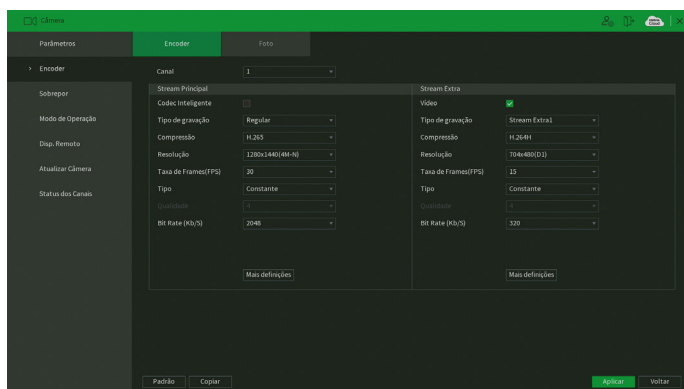 Câmera
Parâmetros
Encoder
Foto
> Encoder
Canal
1
Sobrepor
Stream Principal
Stream Extra
Codec Inteligente
Vídeo
Modo de Operação
Tipo de gravação
Regular
Tipo de gravação
Stream Extra1
Disp. Remoto
Compressão
H.265
Compressão
H.264H
Resolução
1280x1440(4M-N)
Resolução
704x480(D1)
Atualizar Câmera
Taxa de Frames(FPS)
30
Taxa de Frames(FPS)
15
Status dos Canais
Tipo
Constante
Tipo
Constante
Qualidade
4
Qualidade
4
Bit Rate (Kb/S)
2048
Bit Rate (Kb/S)
320
Mais definições
Mais definições
Padrão
Copiar
Aplicar
Voltar